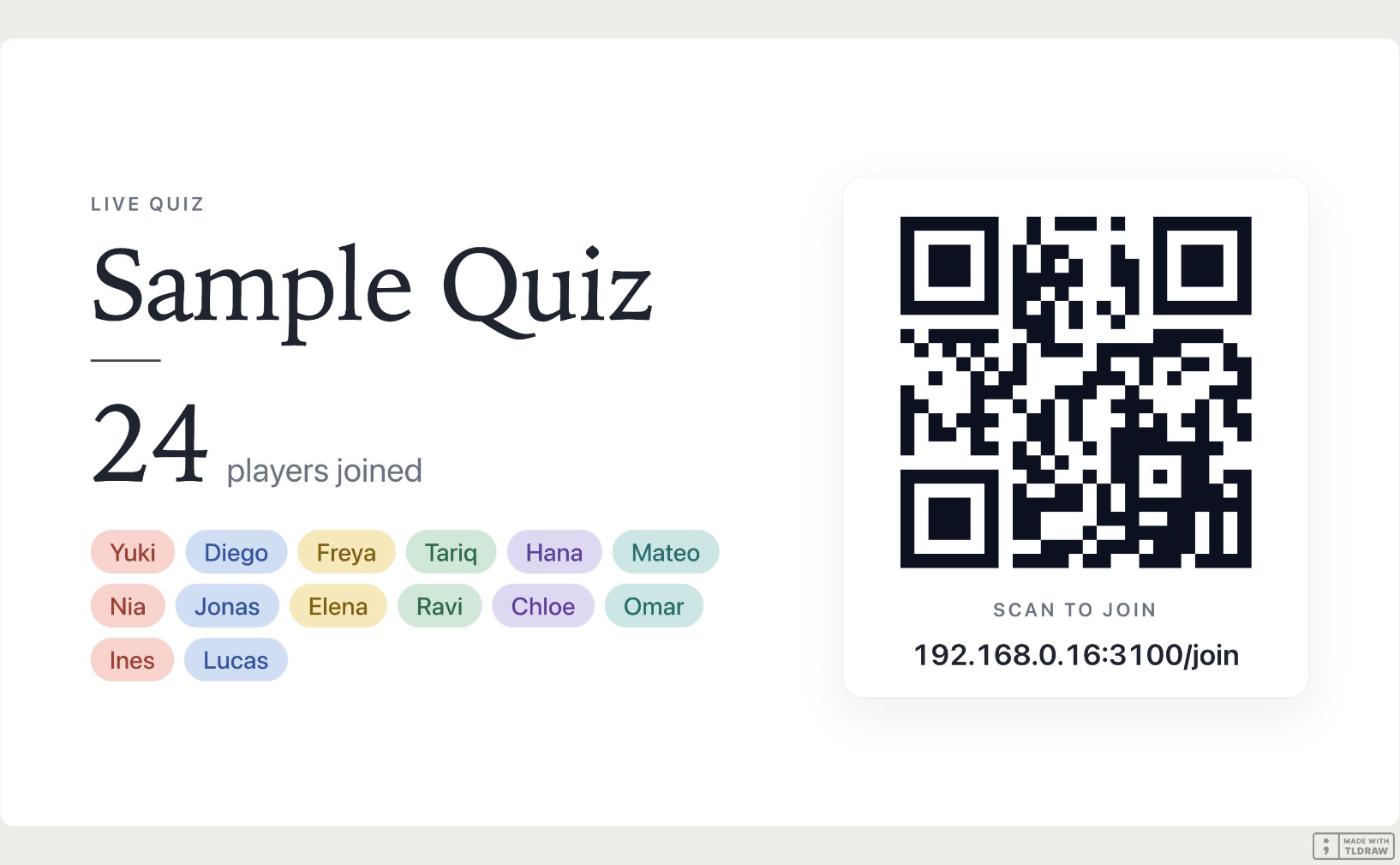 LIVE QUIZ
Sample Quiz
24 players joined
Yuki Diego Freya Tariq Hana Mateo
Nia Jonas Elena Ravi Chloe Omar
Ines Lucas
SCAN TO JOIN
192.168.0.16:3100/join
MADE WITH
TLDRAW